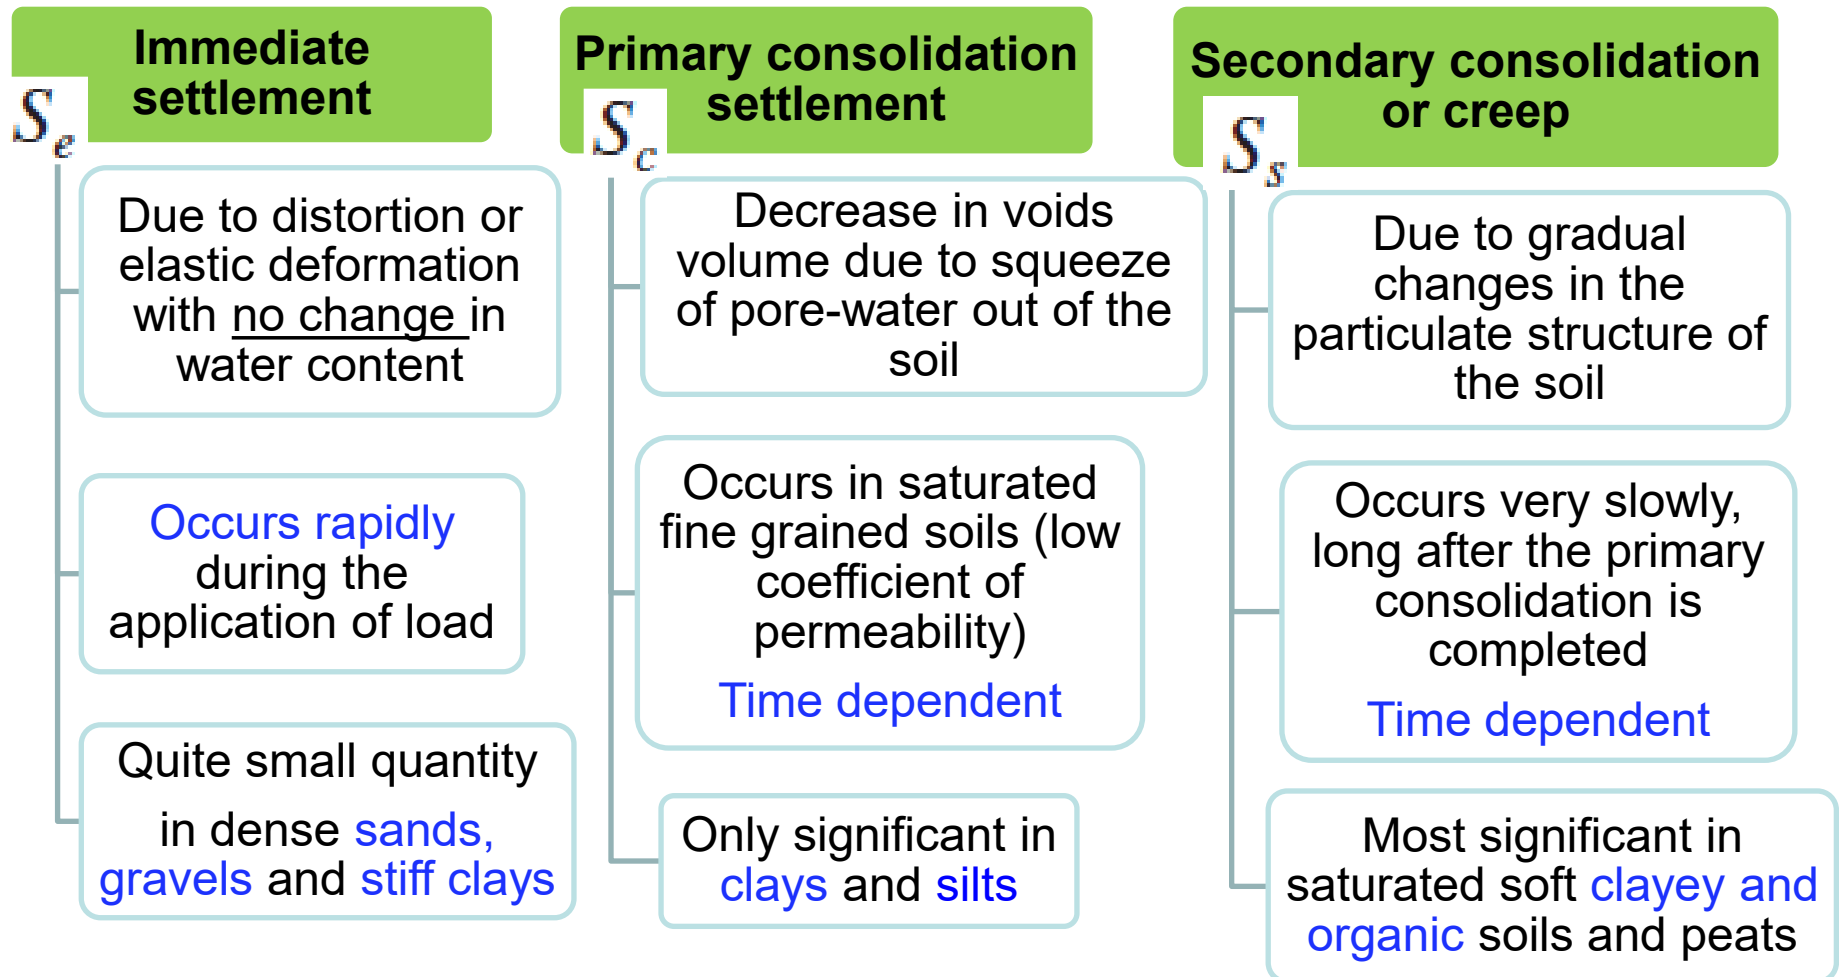 Immediate
settlement
Se
Due to distortion or
elastic deformation
with no change in
water content
Occurs rapidly
during the
application of load
Quite small quantity
in dense sands,
gravels and stiff clays
Primary consolidation
settlement
Sc
Decrease in voids
volume due to squeeze
of pore-water out of the
soil
Occurs in saturated
fine grained soils (low
coefficient of
permeability)
Time dependent
Only significant in
clays and silts
Secondary consolidation
or creep
Ss
Due to gradual
changes in the
particulate structure of
the soil
Occurs very slowly,
long after the primary
consolidation is
completed
Time dependent
Most significant in
saturated soft clayey and
organic soils and peats